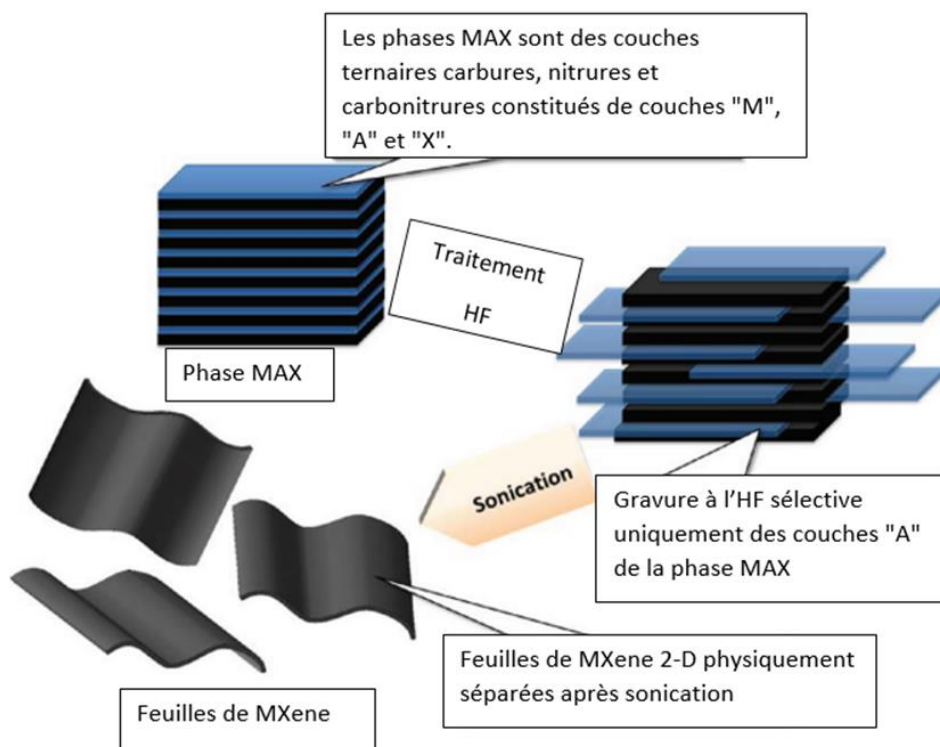 Les phases MAX sont des couches
ternaires carbures, nitrures et
carbonitrures constitués de couches "M",
"A" et "X".
Traitement
HF
Phase MAX
Sonication
Gravure à l'HF sélective
uniquement des couches "A"
de la phase MAX
Feuilles de MXene 2-D physiquement
séparées après sonication
Feuilles de MXene